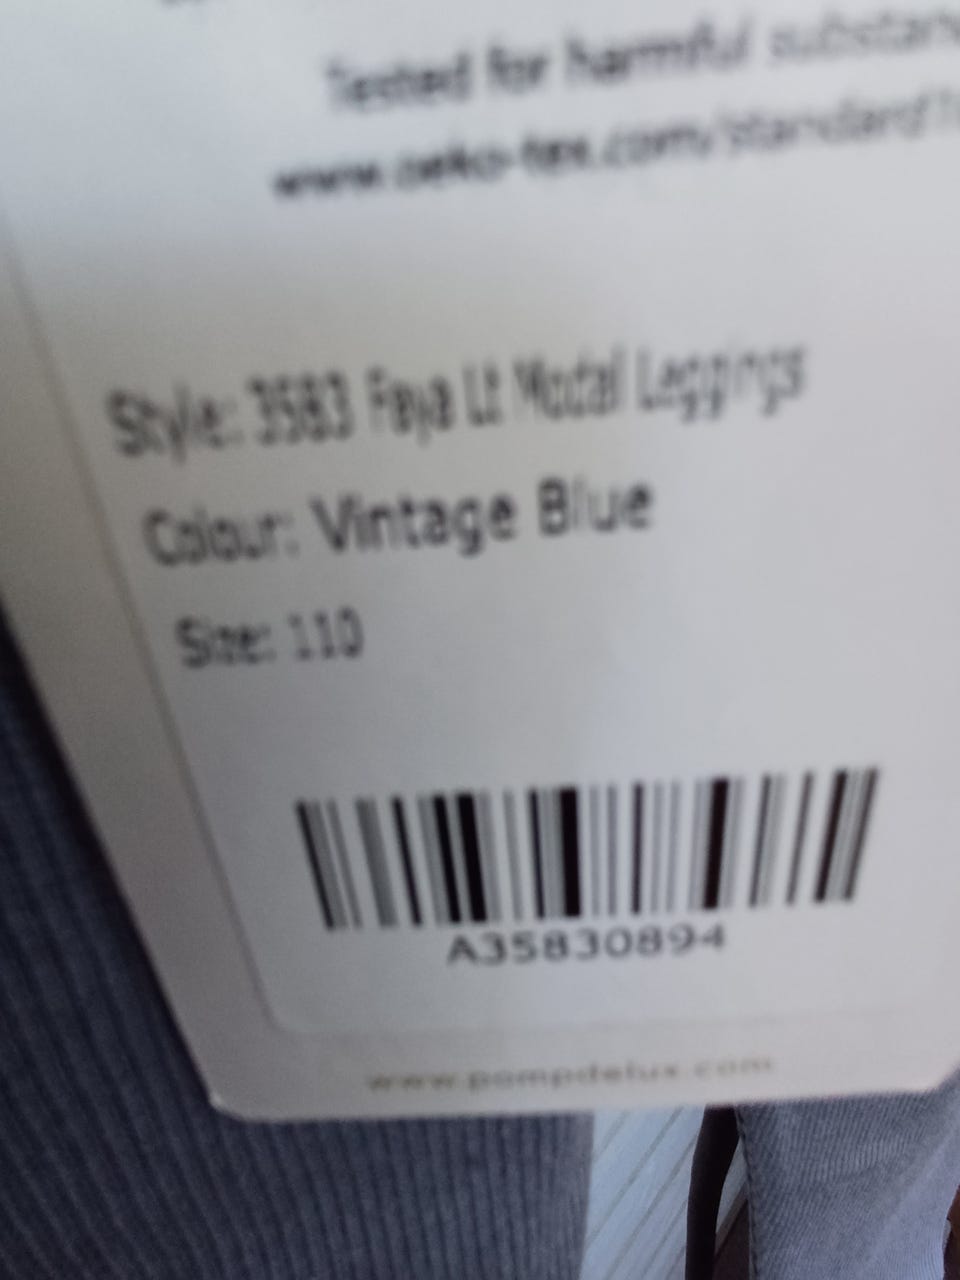 Tested for harmful
www.oeko-tex.com/standard
Style: 3583 Faya Lt Modal Leggings
Colour: Vintage Blue
Size: 110
A35830894
www.pompdelux.com